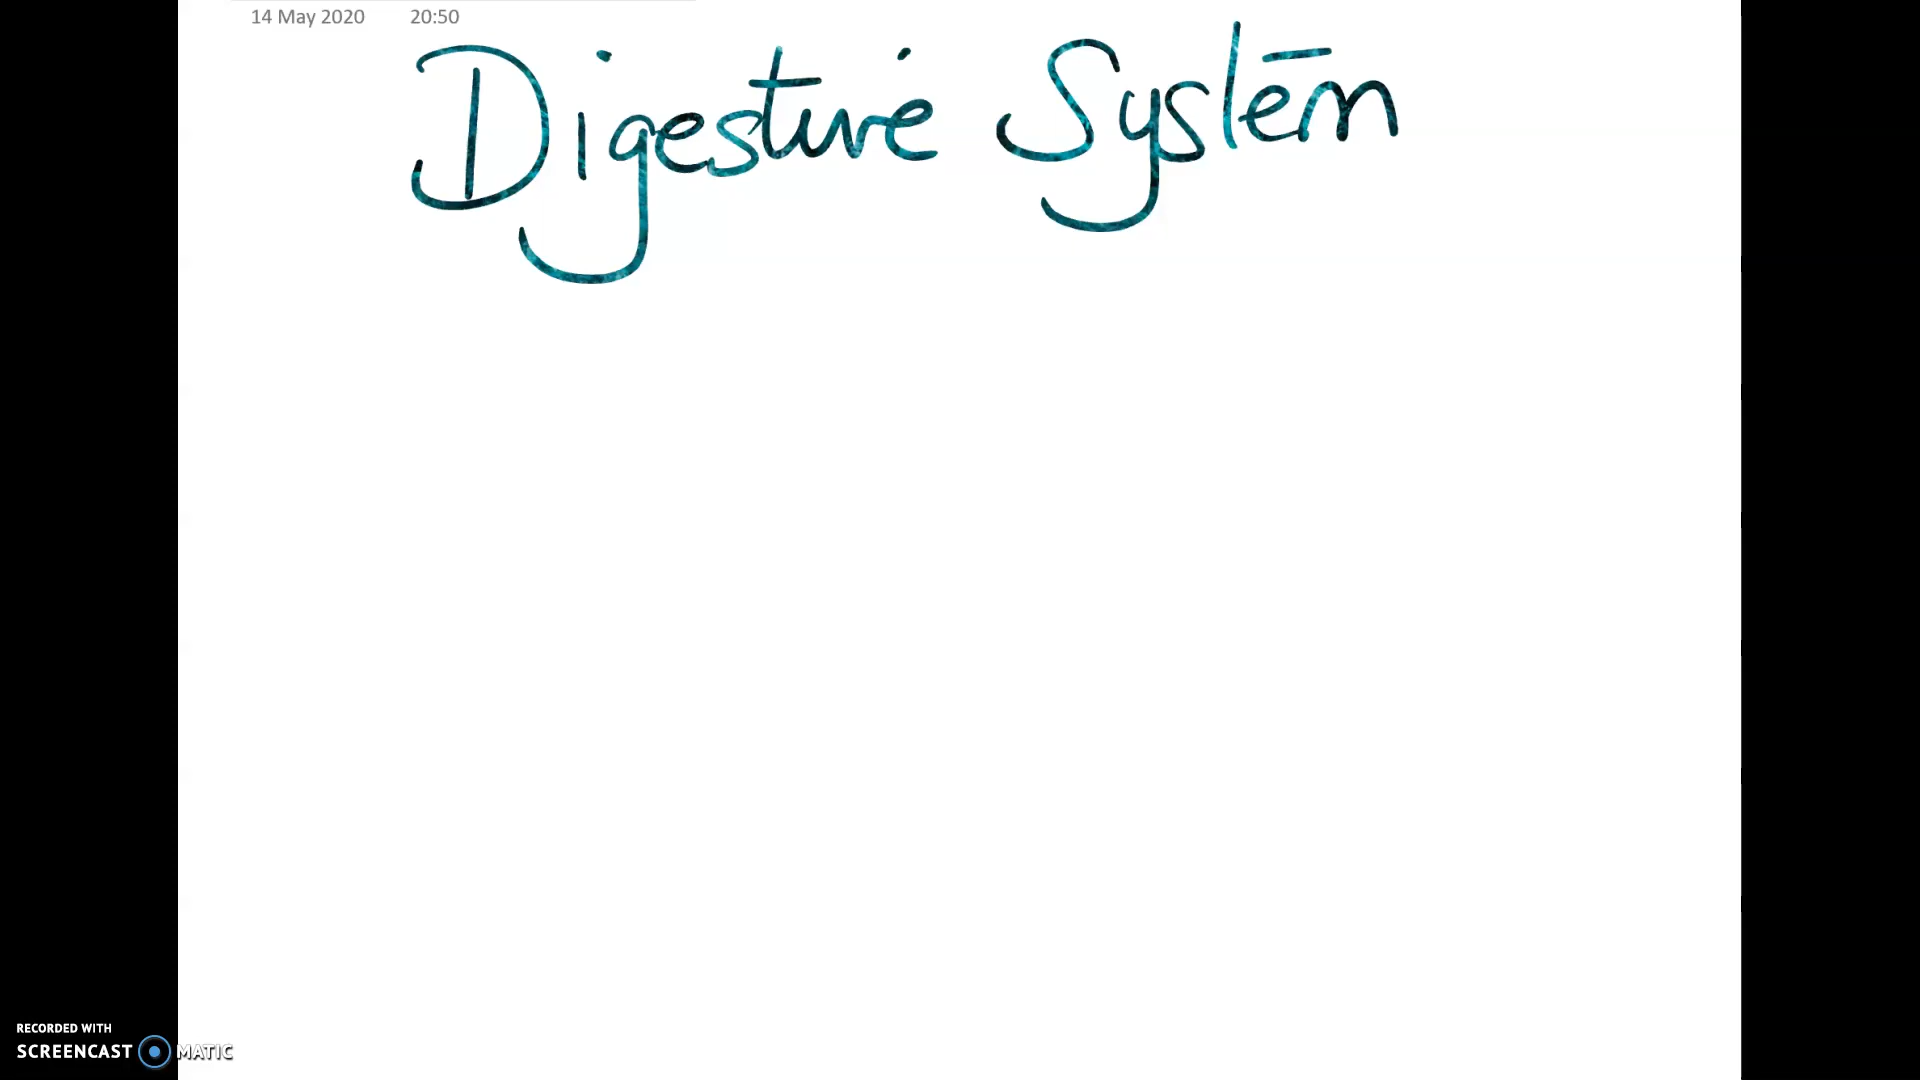 14 May 2020 20:50
Digestive System
RECORDED WITH
SCREENCAST MATIC